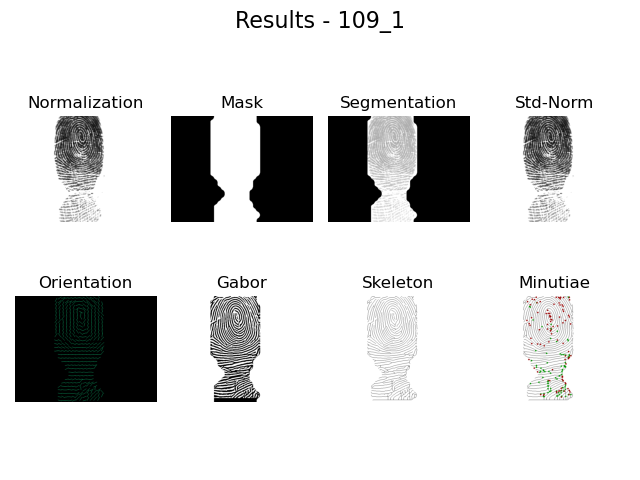 Results - 109_1
Normalization
Mask
Segmentation
Std-Norm
Orientation
Gabor
Skeleton
Minutiae